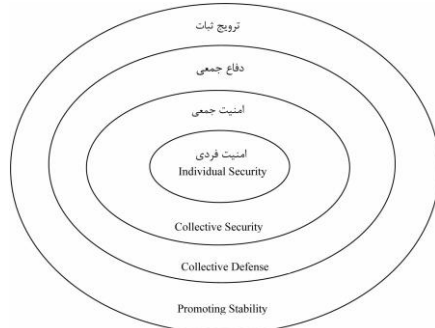 ترویج ثبات
دفاع جمعی
امنیت جمعی
امنیت فردی
Individual Security
Collective Security
Collective Defense
Promoting Stability